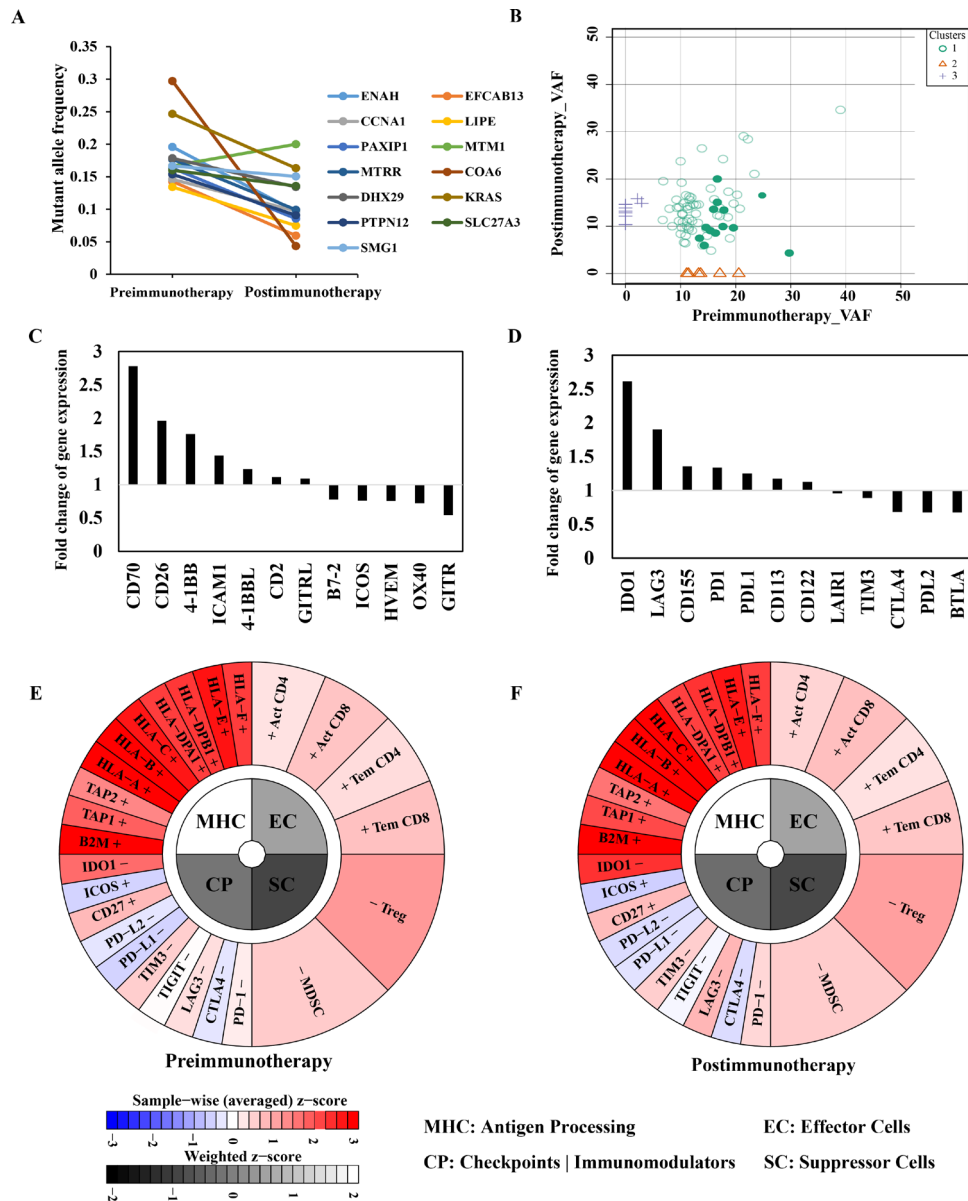 A
Mutant allele frequency
0.35
0.3
0.25
0.2
0.15
0.1
0.05
0
Preimmunotherapy
Postimmunotherapy
ENAH
EFCAB13
CCNA1
LIPE
PAXIP1
MTM1
MTRR
COA6
DHX29
KRAS
PTPN12
SLC27A3
SMG1
B
Postimmunotherapy_VAF
50
40
30
20
10
0
0
10
20
30
40
50
Preimmunotherapy_VAF
Clusters
1
2
3
C
Fold change of gene expression
3
2.5
2
1.5
1
0.5
0
CD70
CD26
4-1BB
ICAM1
4-1BBL
CD2
GITRL
B7-2
ICOS
HVEM
OX40
GITR
D
Fold change of gene expression
3
2
1
0
IDO1
LAG3
CD155
PD1
PDL1
CD113
CD122
LAIR1
TIM3
CTLA4
PDL2
BTLA
E
HLA-F +
HLA-E +
HLA-DPB1 +
HLA-DPA1 +
HLA-C +
HLA-B +
HLA-A +
TAP2 +
TAP1 +
B2M +
IDO1 −
ICOS +
CD27 +
PD-L2 −
PD-L1 −
TIM3 −
TIGIT −
LAG3 −
CTLA4 −
PD-1 −
− MDSC
− Treg
+ Tem CD8
+ Tem CD4
+ Act CD8
+ Act CD4
MHC
EC
CP
SC
Preimmunotherapy
F
HLA-F +
HLA-E +
HLA-DPB1 +
HLA-DPA1 +
HLA-C +
HLA-B +
HLA-A +
TAP2 +
TAP1 +
B2M +
IDO1 −
ICOS +
CD27 +
PD-L2 −
PD-L1 −
TIM3 −
TIGIT −
LAG3 −
CTLA4 −
PD-1 −
− MDSC
− Treg
+ Tem CD8
+ Tem CD4
+ Act CD8
+ Act CD4
MHC
EC
CP
SC
Postimmunotherapy
Sample−wise (averaged) z−score
−3 −2 −1 0 1 2 3
Weighted z−score
−2 −1 0 1 2
MHC: Antigen Processing
EC: Effector Cells
CP: Checkpoints | Immunomodulators
SC: Suppressor Cells